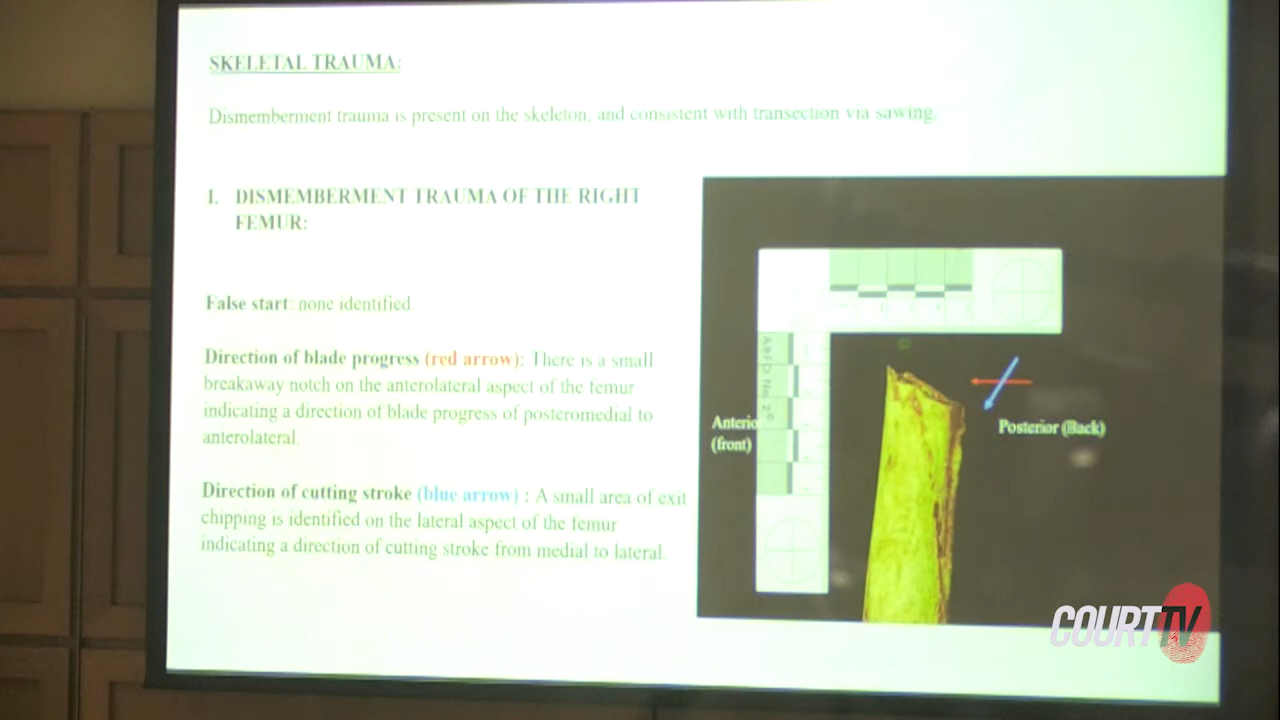 SKELETAL TRAUMA:
Dismemberment trauma is present on the skeleton, and consistent with transection via sawing.
I. DISMEMBERMENT TRAUMA OF THE RIGHT
FEMUR:
False start: none identified.
Direction of blade progress (red arrow): There is a small
breakaway notch on the anterolateral aspect of the femur
indicating a direction of blade progress of posteromedial to
anterolateral.
Direction of cutting stroke (blue arrow) : A small area of exit
chipping is identified on the lateral aspect of the femur
indicating a direction of cutting stroke from medial to lateral.
ABFO No. 2
Anterio
(front)
Posterior (Back)
COURT TV